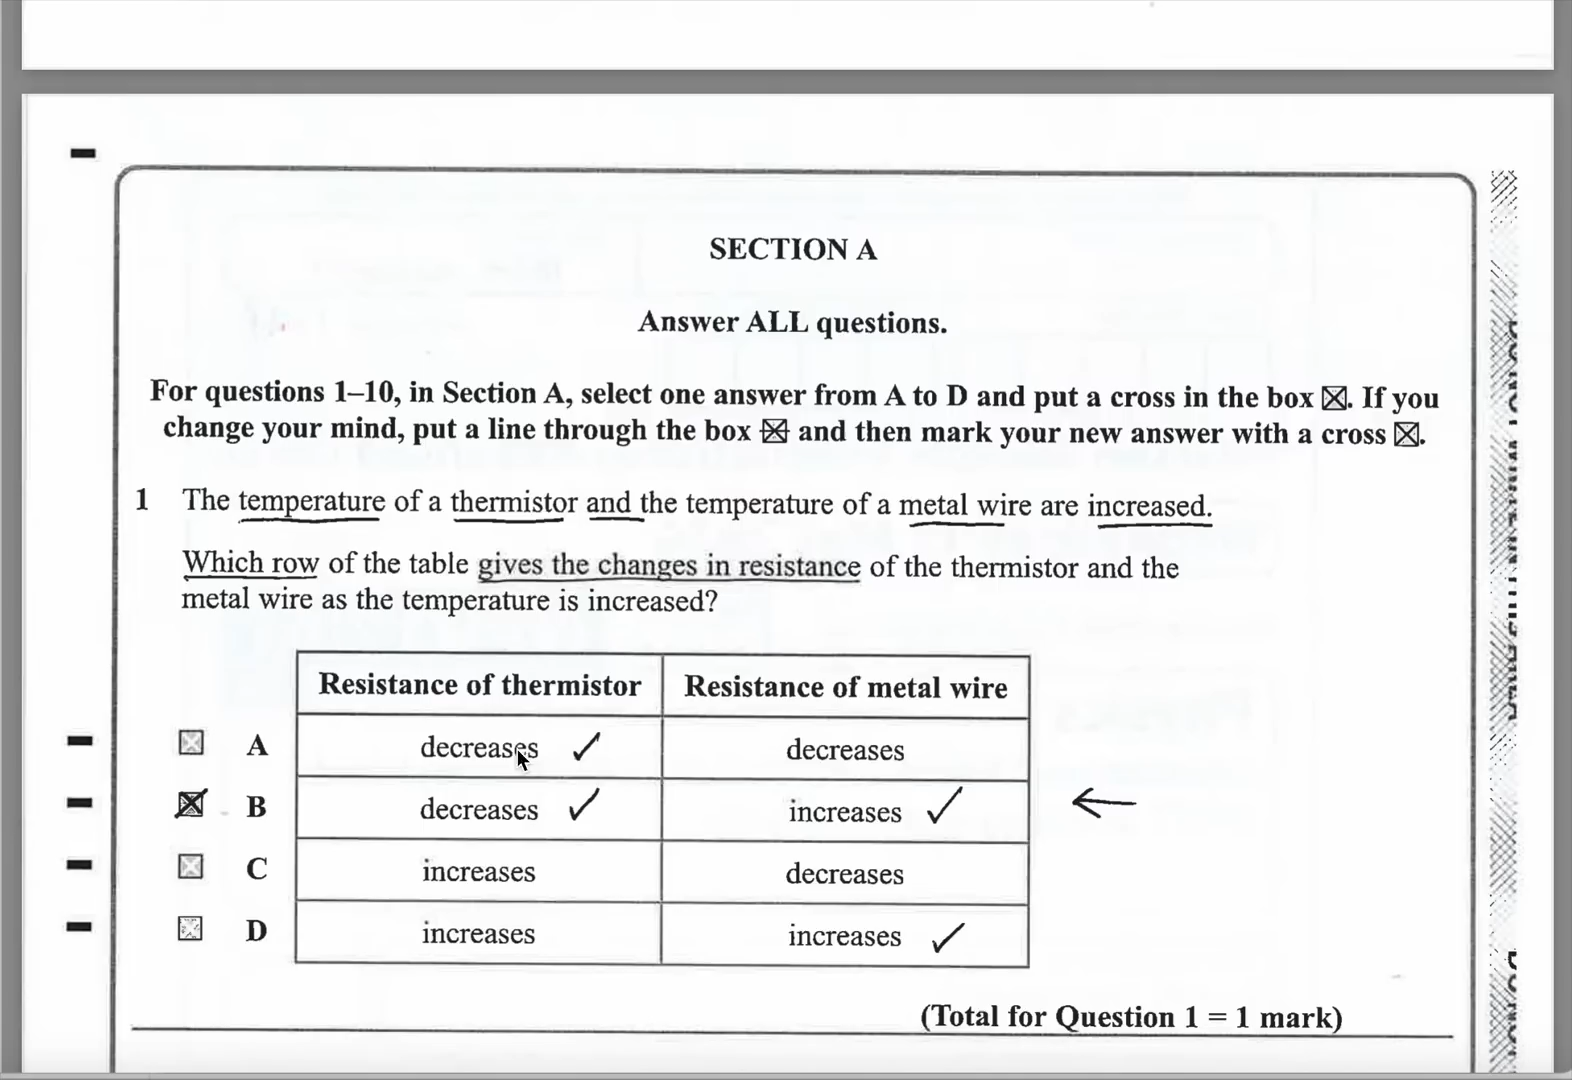 SECTION A
Answer ALL questions.
For questions 1–10, in Section A, select one answer from A to D and put a cross in the box ☒. If you
change your mind, put a line through the box ☒ and then mark your new answer with a cross ☒.
1 The temperature of a thermistor and the temperature of a metal wire are increased.
Which row of the table gives the changes in resistance of the thermistor and the
metal wire as the temperature is increased?
Resistance of thermistor Resistance of metal wire
A decreases ✓ decreases
B decreases ✓ increases ✓
C increases decreases
D increases increases ✓
(Total for Question 1 = 1 mark)